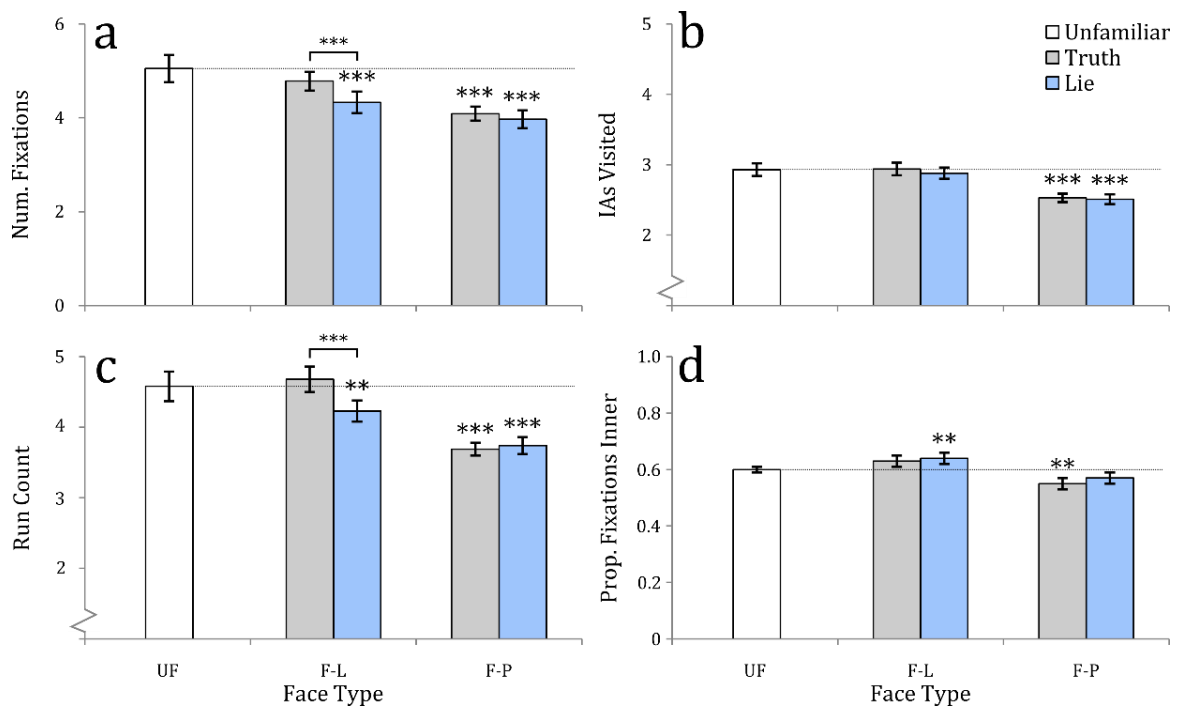 a
Num. Fixations
6
4
2
0
***
***
***
***
b
IAs Visited
5
4
3
2
Unfamiliar
Truth
Lie
***
***
c
Run Count
5
4
3
2
***
**
***
***
UF
F-L
F-P
Face Type
d
Prop. Fixations Inner
1.0
0.8
0.6
0.4
0.2
0
**
**
UF
F-L
F-P
Face Type